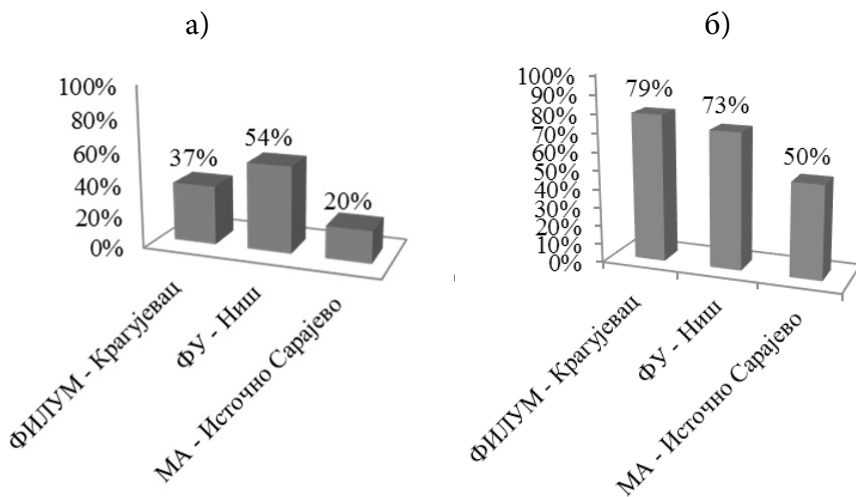 а)
100%
80%
60%
40%
20%
0%
37%
54%
20%
ФИЛУМ - Крагујевац
ФУ - Ниш
МА - Источно Сарајево
б)
100%
90%
80%
70%
60%
50%
40%
30%
20%
10%
0%
79%
73%
50%
ФИЛУМ - Крагујевац
ФУ - Ниш
МА - Источно Сарајево